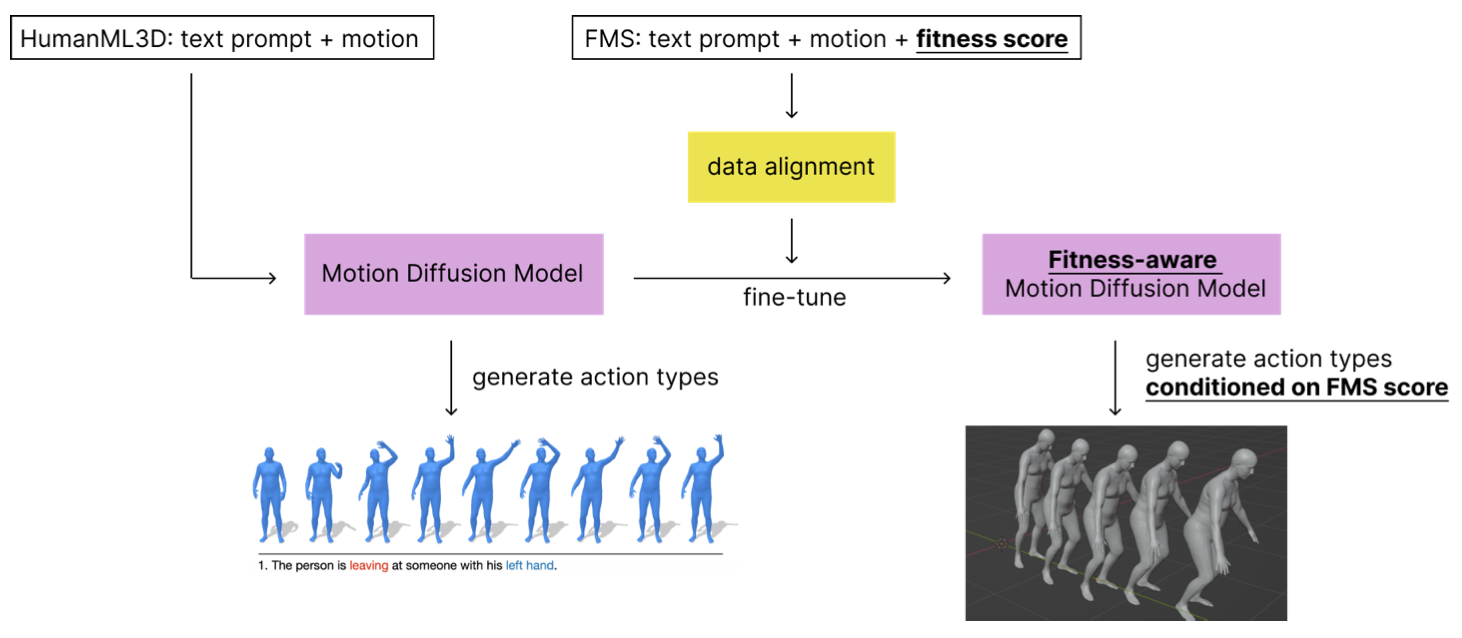 HumanML3D: text prompt + motion
FMS: text prompt + motion + fitness score
data alignment
Motion Diffusion Model
fine-tune
Fitness-aware
Motion Diffusion Model
generate action types
generate action types
conditioned on FMS score
1. The person is leaving at someone with his left hand.